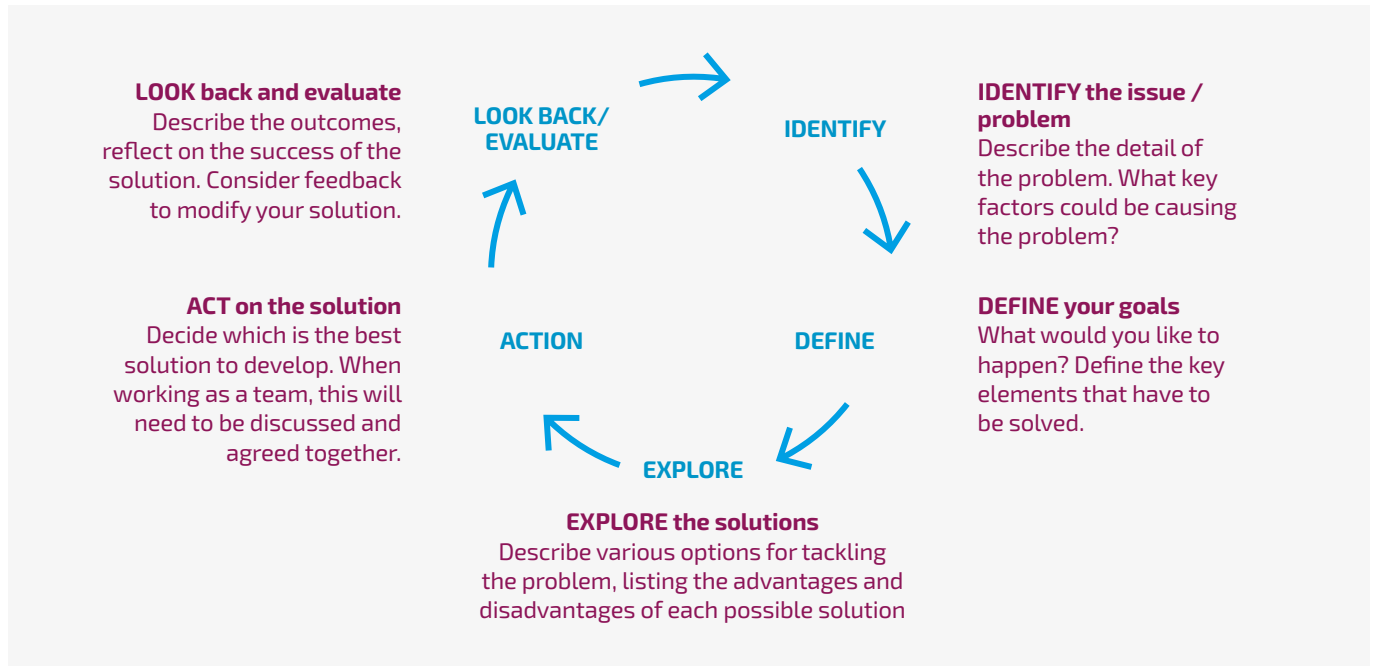 LOOK back and evaluate
Describe the outcomes,
reflect on the success of the
solution. Consider feedback
to modify your solution.
LOOK BACK/
EVALUATE
IDENTIFY
IDENTIFY the issue /
problem
Describe the detail of
the problem. What key
factors could be causing
the problem?
ACT on the solution
Decide which is the best
solution to develop. When
working as a team, this will
need to be discussed and
agreed together.
ACTION
DEFINE
DEFINE your goals
What would you like to
happen? Define the key
elements that have to
be solved.
EXPLORE
EXPLORE the solutions
Describe various options for tackling
the problem, listing the advantages and
disadvantages of each possible solution